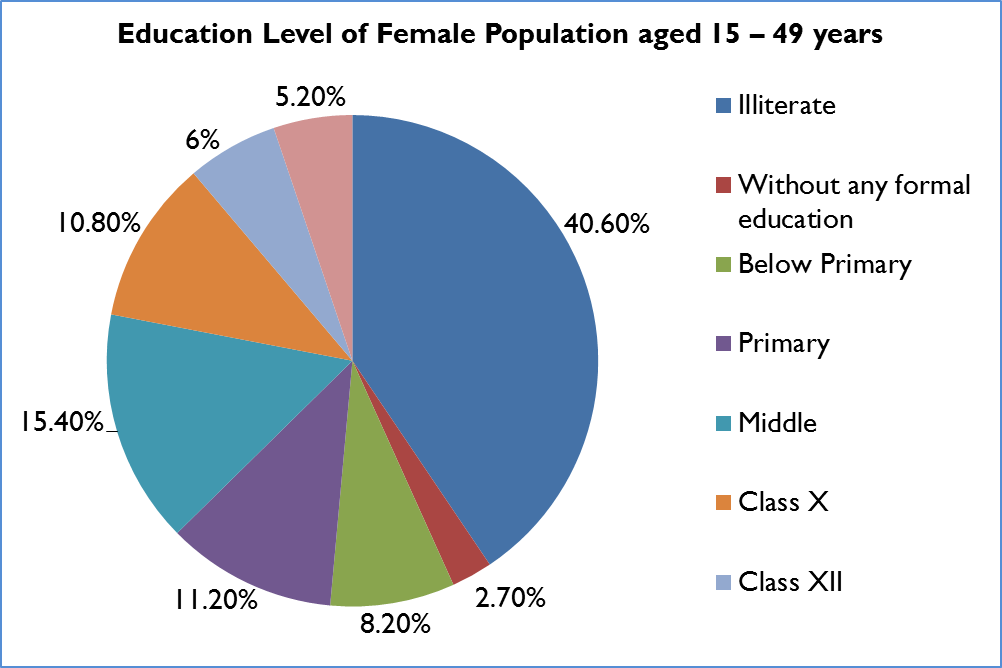 Education Level of Female Population aged 15 – 49 years
5.20%
6%
10.80%
15.40%
11.20%
8.20%
2.70%
40.60%
Illiterate
Without any formal
education
Below Primary
Primary
Middle
Class X
Class XII